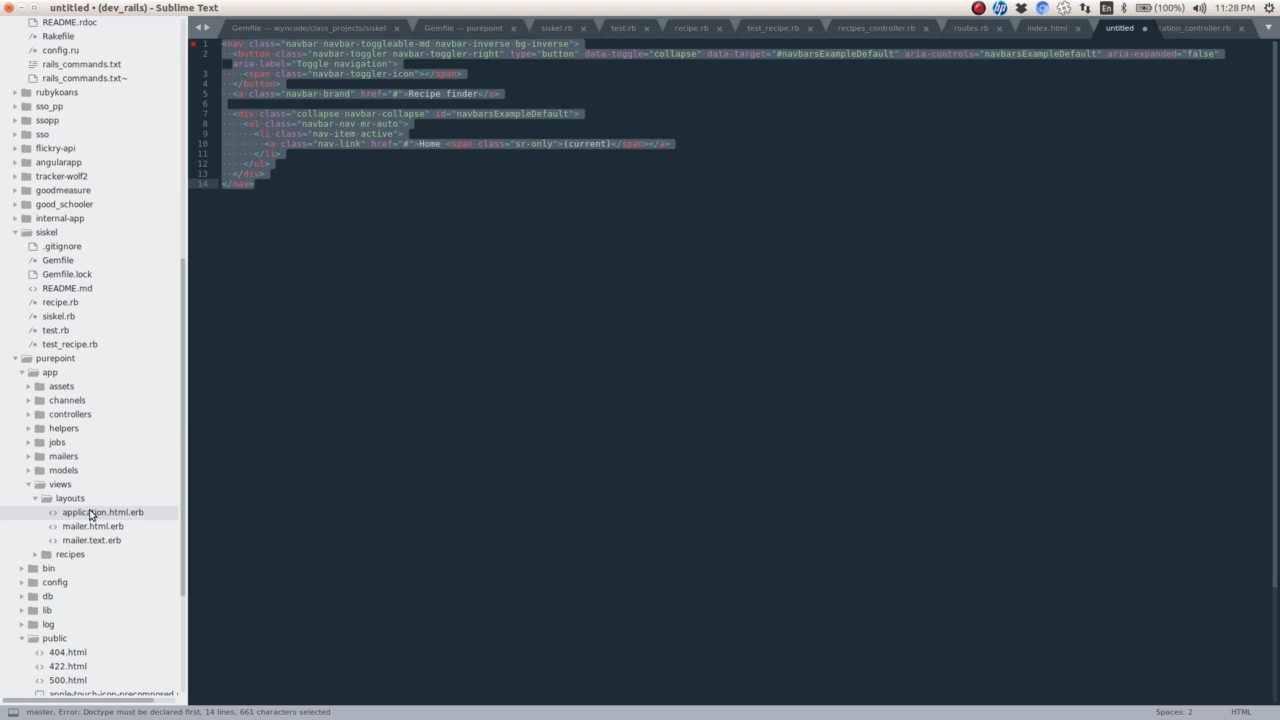 untitled • (dev_rails) - Sublime Text
En
(100%)
11:28 PM
README.rdoc
Rakefile
config.ru
rails_commands.txt
rails_commands.txt~
rubykoans
sso_pp
ssopp
sso
flickry-api
angularapp
tracker-wolf2
goodmeasure
good_schooler
internal-app
siskel
.gitignore
Gemfile
Gemfile.lock
README.md
recipe.rb
siskel.rb
test.rb
test_recipe.rb
purepoint
app
assets
channels
controllers
helpers
jobs
mailers
models
views
layouts
application.html.erb
mailer.html.erb
mailer.text.erb
recipes
bin
config
db
lib
log
public
404.html
422.html
500.html
apple-touch-icon-precomposed
Gemfile — wyncode/class_projects/siskel
Gemfile — purepoint
siskel.rb
test.rb
recipe.rb
test_recipe.rb
recipes_controller.rb
routes.rb
index.html
untitled
cation_controller.rb
1 <nav class="navbar navbar-toggleable-md navbar-inverse bg-inverse">
2 <button class="navbar-toggler navbar-toggler-right" type="button" data-toggle="collapse" data-target="#navbarsExampleDefault" aria-controls="navbarsExampleDefault" aria-expanded="false"
aria-label="Toggle navigation">
3 <span class="navbar-toggler-icon"></span>
4 </button>
5 <a class="navbar-brand" href="#">Recipe finder</a>
6
7 <div class="collapse navbar-collapse" id="navbarsExampleDefault">
8 <ul class="navbar-nav mr-auto">
9 <li class="nav-item active">
10 <a class="nav-link" href="#">Home <span class="sr-only">(current)</span></a>
11 </li>
12 </ul>
13 </div>
14 </nav>
master, Error: Doctype must be declared first, 14 lines, 661 characters selected
Spaces: 2
HTML